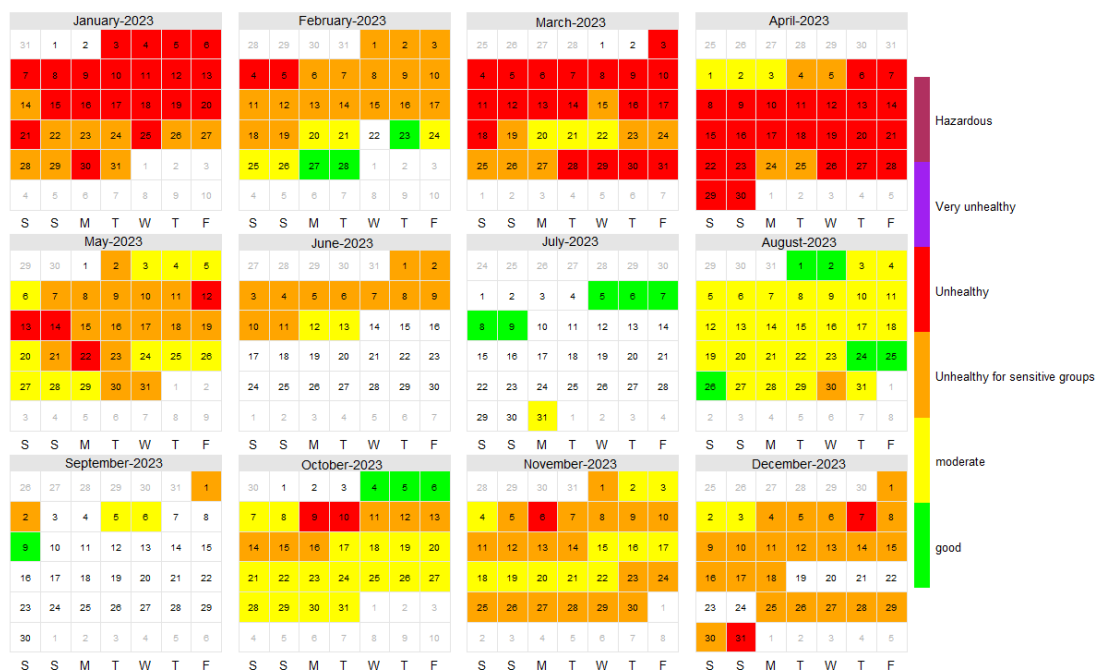 January-2023
31 1 2 3 4 5 6
7 8 9 10 11 12 13
14 15 16 17 18 19 20
21 22 23 24 25 26 27
28 29 30 31 1 2 3
4 5 6 7 8 9 10
S S M T W T F
February-2023
28 29 30 31 1 2 3
4 5 6 7 8 9 10
11 12 13 14 15 16 17
18 19 20 21 22 23 24
25 26 27 28 1 2 3
4 5 6 7 8 9 10
S S M T W T F
March-2023
25 26 27 28 1 2 3
4 5 6 7 8 9 10
11 12 13 14 15 16 17
18 19 20 21 22 23 24
25 26 27 28 29 30 31
1 2 3 4 5 6 7
S S M T W T F
April-2023
25 26 27 28 29 30 31
1 2 3 4 5 6 7
8 9 10 11 12 13 14
15 16 17 18 19 20 21
22 23 24 25 26 27 28
29 30 1 2 3 4 5
S S M T W T F
May-2023
29 30 1 2 3 4 5
6 7 8 9 10 11 12
13 14 15 16 17 18 19
20 21 22 23 24 25 26
27 28 29 30 31 1 2
3 4 5 6 7 8 9
S S M T W T F
June-2023
27 28 29 30 31 1 2
3 4 5 6 7 8 9
10 11 12 13 14 15 16
17 18 19 20 21 22 23
24 25 26 27 28 29 30
1 2 3 4 5 6 7
S S M T W T F
July-2023
24 25 26 27 28 29 30
1 2 3 4 5 6 7
8 9 10 11 12 13 14
15 16 17 18 19 20 21
22 23 24 25 26 27 28
29 30 31 1 2 3 4
S S M T W T F
August-2023
29 30 31 1 2 3 4
5 6 7 8 9 10 11
12 13 14 15 16 17 18
19 20 21 22 23 24 25
26 27 28 29 30 31 1
2 3 4 5 6 7 8
S S M T W T F
September-2023
26 27 28 29 30 31 1
2 3 4 5 6 7 8
9 10 11 12 13 14 15
16 17 18 19 20 21 22
23 24 25 26 27 28 29
30 1 2 3 4 5 6
S S M T W T F
October-2023
30 1 2 3 4 5 6
7 8 9 10 11 12 13
14 15 16 17 18 19 20
21 22 23 24 25 26 27
28 29 30 31 1 2 3
4 5 6 7 8 9 10
S S M T W T F
November-2023
28 29 30 31 1 2 3
4 5 6 7 8 9 10
11 12 13 14 15 16 17
18 19 20 21 22 23 24
25 26 27 28 29 30 1
2 3 4 5 6 7 8
S S M T W T F
December-2023
25 26 27 28 29 30 1
2 3 4 5 6 7 8
9 10 11 12 13 14 15
16 17 18 19 20 21 22
23 24 25 26 27 28 29
30 31 1 2 3 4 5
S S M T W T F
Hazardous
Very unhealthy
Unhealthy
Unhealthy for sensitive groups
moderate
good